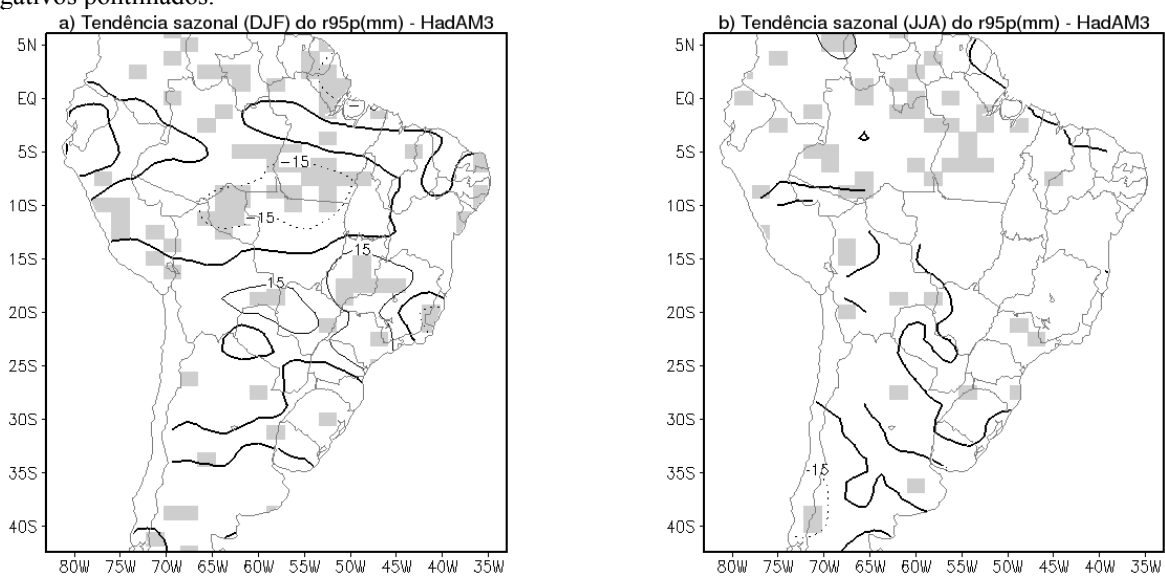 gativos pontilhados.
a) Tendência sazonal (DJF) do r95p(mm) - HadAM3
5N
EQ
5S
10S
15S
20S
25S
30S
35S
40S
80W 75W 70W 65W 60W 55W 50W 45W 40W 35W
-15
-15
15
15
b) Tendência sazonal (JJA) do r95p(mm) - HadAM3
5N
EQ
5S
10S
15S
20S
25S
30S
35S
40S
80W 75W 70W 65W 60W 55W 50W 45W 40W 35W
-15